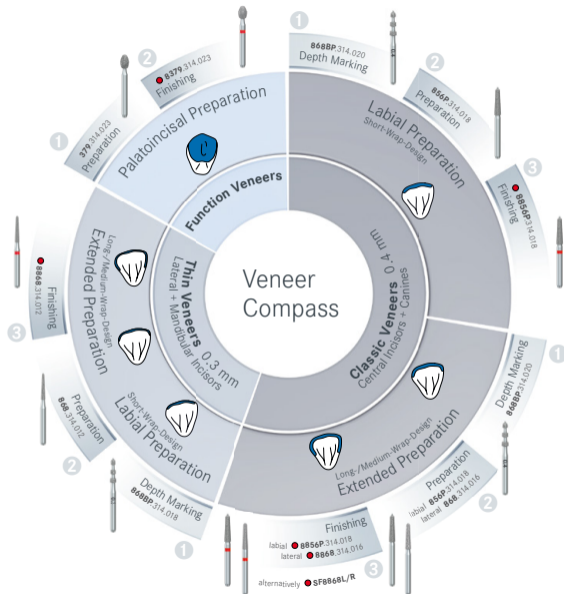 Veneer
Compass
Classic Veneers 0.4 mm
Central Incisors + Canines
Labial Preparation
Short-Wrap-Design
1
868BP.314.020
Depth Marking
2
856P.314.018
Preparation
3
8856P.314.018
Finishing
Long-/Medium-Wrap-Design
Extended Preparation
1
Depth Marking
868BP.314.020
2
Preparation
labial 856P.314.018
lateral 868.314.016
3
Finishing
labial 8856P.314.018
lateral 8868.314.016
alternatively SF8868L/R
Thin Veneers 0.3 mm
Lateral + Mandibular Incisors
Short-Wrap-Design
Labial Preparation
Long-/Medium-Wrap-Design
Extended Preparation
1
Depth Marking
868BP.314.018
2
Preparation
868.314.012
3
Finishing
8868.314.012
Function Veneers
Palatoincisal Preparation
1
379.314.023
Preparation
2
8379.314.023
Finishing